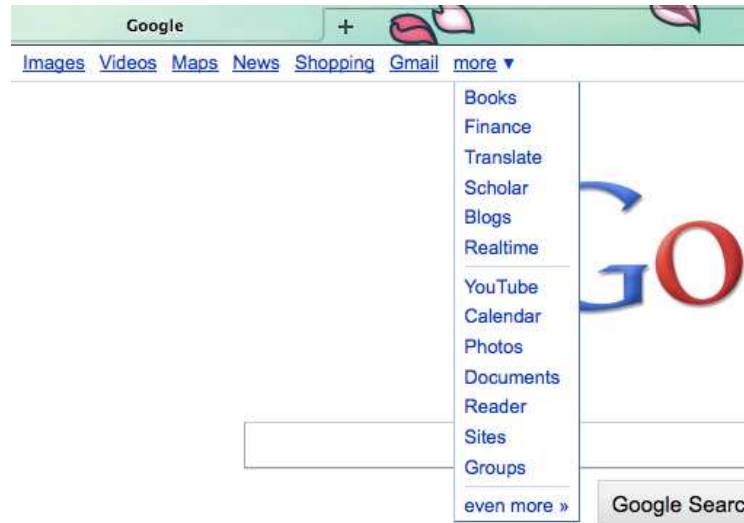 Google
+
Images Videos Maps News Shopping Gmail more ▼
Books
Finance
Translate
Scholar
Blogs
Realtime
Go
YouTube
Calendar
Photos
Documents
Reader
Sites
Groups
even more »
Google Searc